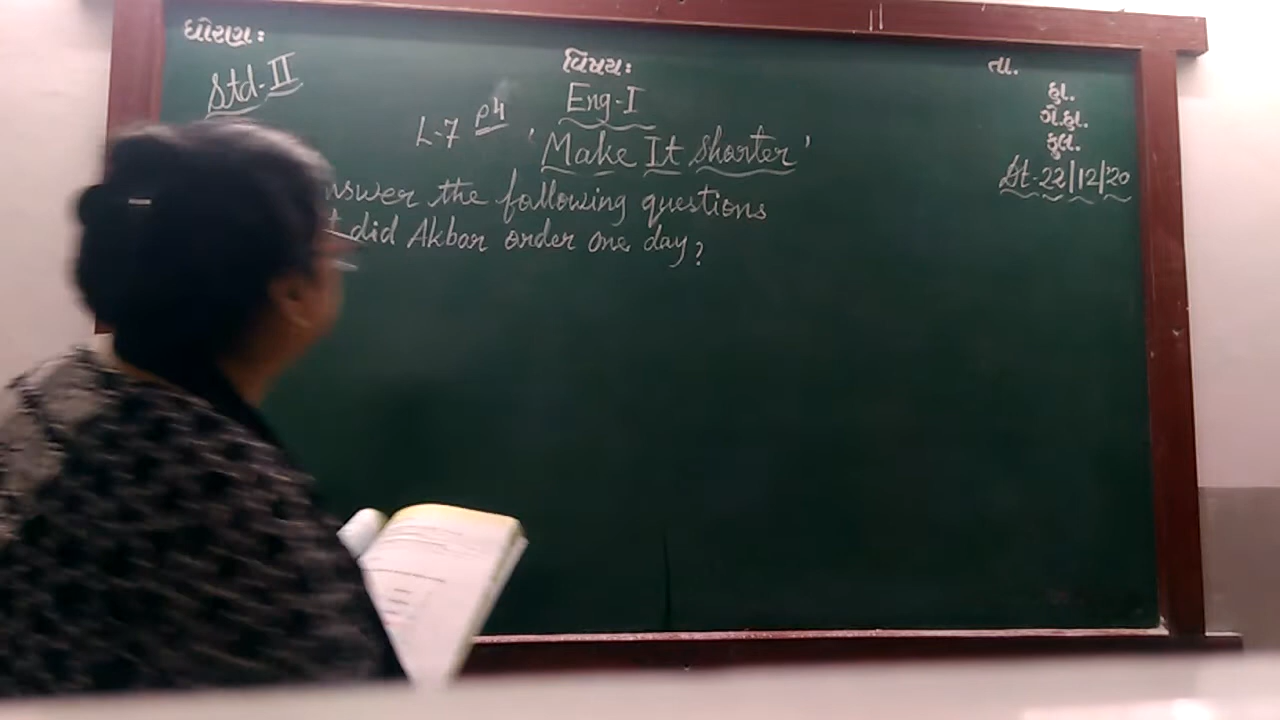 ધોરણ:
Std-II
વિષય:
Eng-I
તા.
હા.
ગે.હા.
કુલ.
Dt-22/12/'20
L-7 P4 'Make It Shorter'
the following questions
did Akbar order one day?